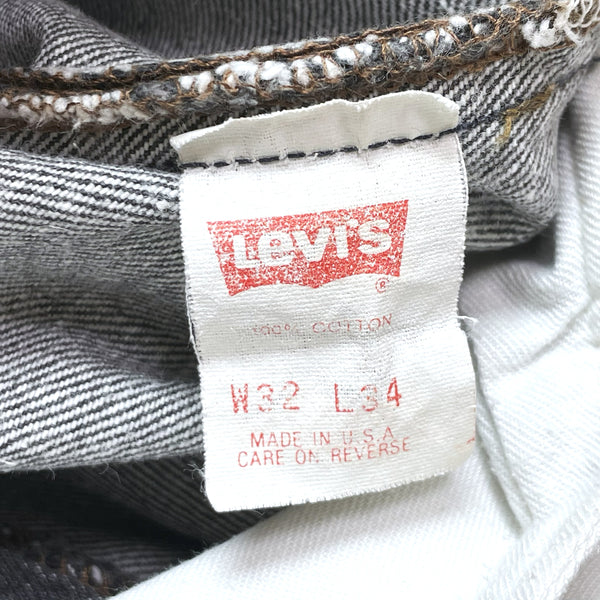 Levi's
®
100% COTTON
W32 L34
MADE IN U.S.A
CARE ON REVERSE